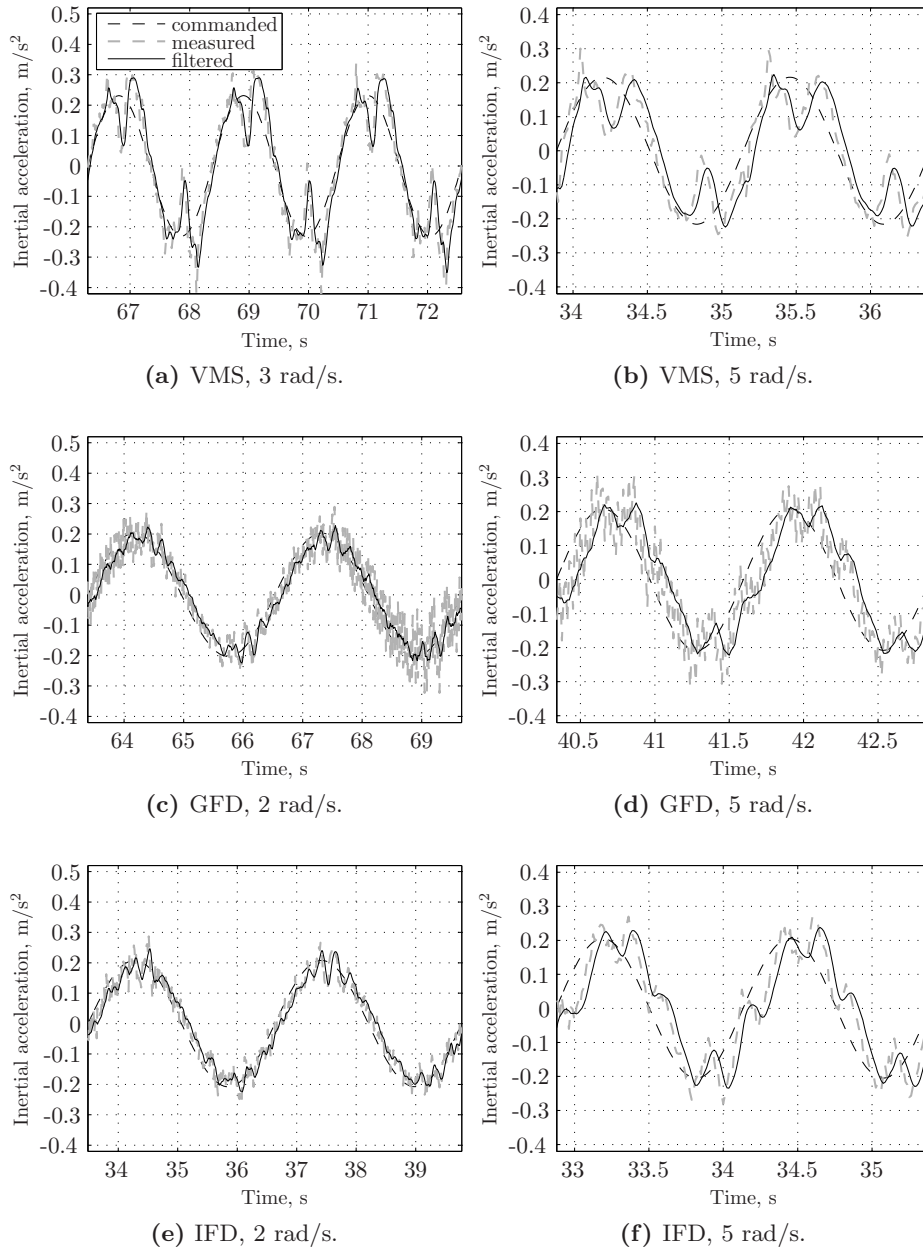 0.5
0.4
0.3
0.2
0.1
0
-0.1
-0.2
-0.3
-0.4
Inertial acceleration, m/s²
commanded
measured
filtered
67 68 69 70 71 72
Time, s
(a) VMS, 3 rad/s.
0.4
0.3
0.2
0.1
0
-0.1
-0.2
-0.3
-0.4
Inertial acceleration, m/s²
34 34.5 35 35.5 36
Time, s
(b) VMS, 5 rad/s.
0.5
0.4
0.3
0.2
0.1
0
-0.1
-0.2
-0.3
-0.4
Inertial acceleration, m/s²
64 65 66 67 68 69
Time, s
(c) GFD, 2 rad/s.
0.4
0.3
0.2
0.1
0
-0.1
-0.2
-0.3
-0.4
Inertial acceleration, m/s²
40.5 41 41.5 42 42.5
Time, s
(d) GFD, 5 rad/s.
0.5
0.4
0.3
0.2
0.1
0
-0.1
-0.2
-0.3
-0.4
Inertial acceleration, m/s²
34 35 36 37 38 39
Time, s
(e) IFD, 2 rad/s.
0.4
0.3
0.2
0.1
0
-0.1
-0.2
-0.3
-0.4
Inertial acceleration, m/s²
33 33.5 34 34.5 35
Time, s
(f) IFD, 5 rad/s.